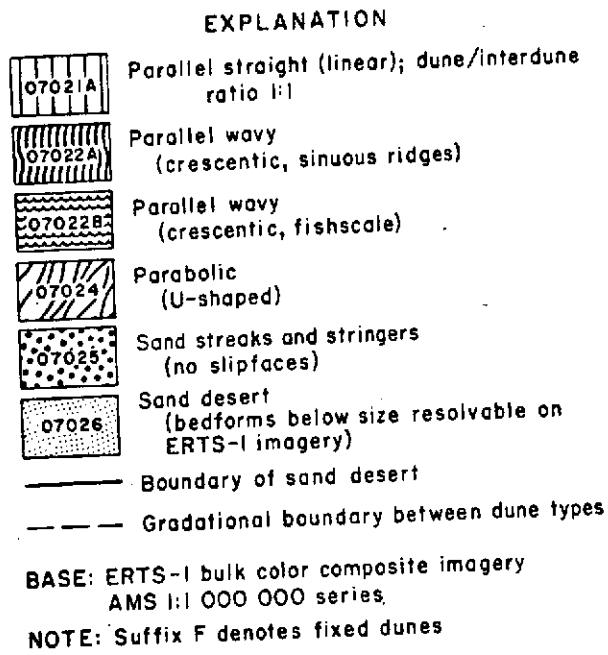 EXPLANATION
07021A Parallel straight (linear); dune/interdune
ratio 1:1
07022A Parallel wavy
(crescentic, sinuous ridges)
07022B Parallel wavy
(crescentic, fishscale)
07024 Parabolic
(U-shaped)
07025 Sand streaks and stringers
(no slipfaces)
07026 Sand desert
(bedforms below size resolvable on
ERTS-1 imagery)
Boundary of sand desert
Gradational boundary between dune types
BASE: ERTS-1 bulk color composite imagery
AMS 1:1 000 000 series
NOTE: Suffix F denotes fixed dunes